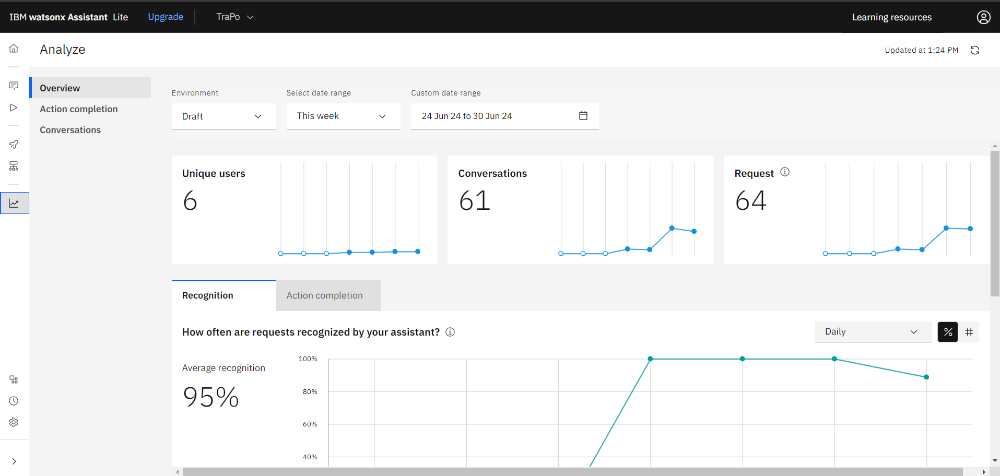 IBM watsonx Assistant Lite Upgrade TraPo Learning resources
Analyze
Updated at 1:24 PM
Overview
Action completion
Conversations
Environment
Draft
Select date range
This week
Custom date range
24 Jun 24 to 30 Jun 24
Unique users
6
Conversations
61
Request
64
Recognition
Action completion
How often are requests recognized by your assistant?
Daily
% #
Average recognition
95%
100%
80%
60%
40%